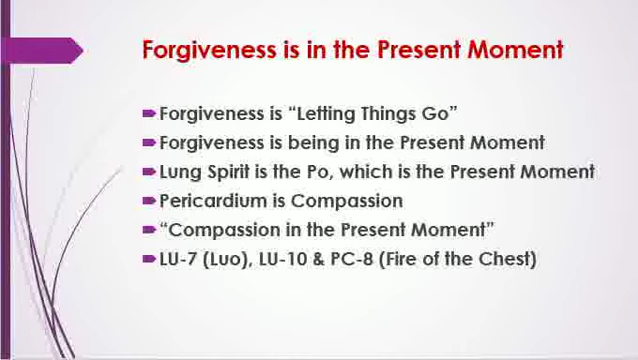 Forgiveness is in the Present Moment
Forgiveness is “Letting Things Go”
Forgiveness is being in the Present Moment
Lung Spirit is the Po, which is the Present Moment
Pericardium is Compassion
“Compassion in the Present Moment”
LU-7 (Luo), LU-10 & PC-8 (Fire of the Chest)